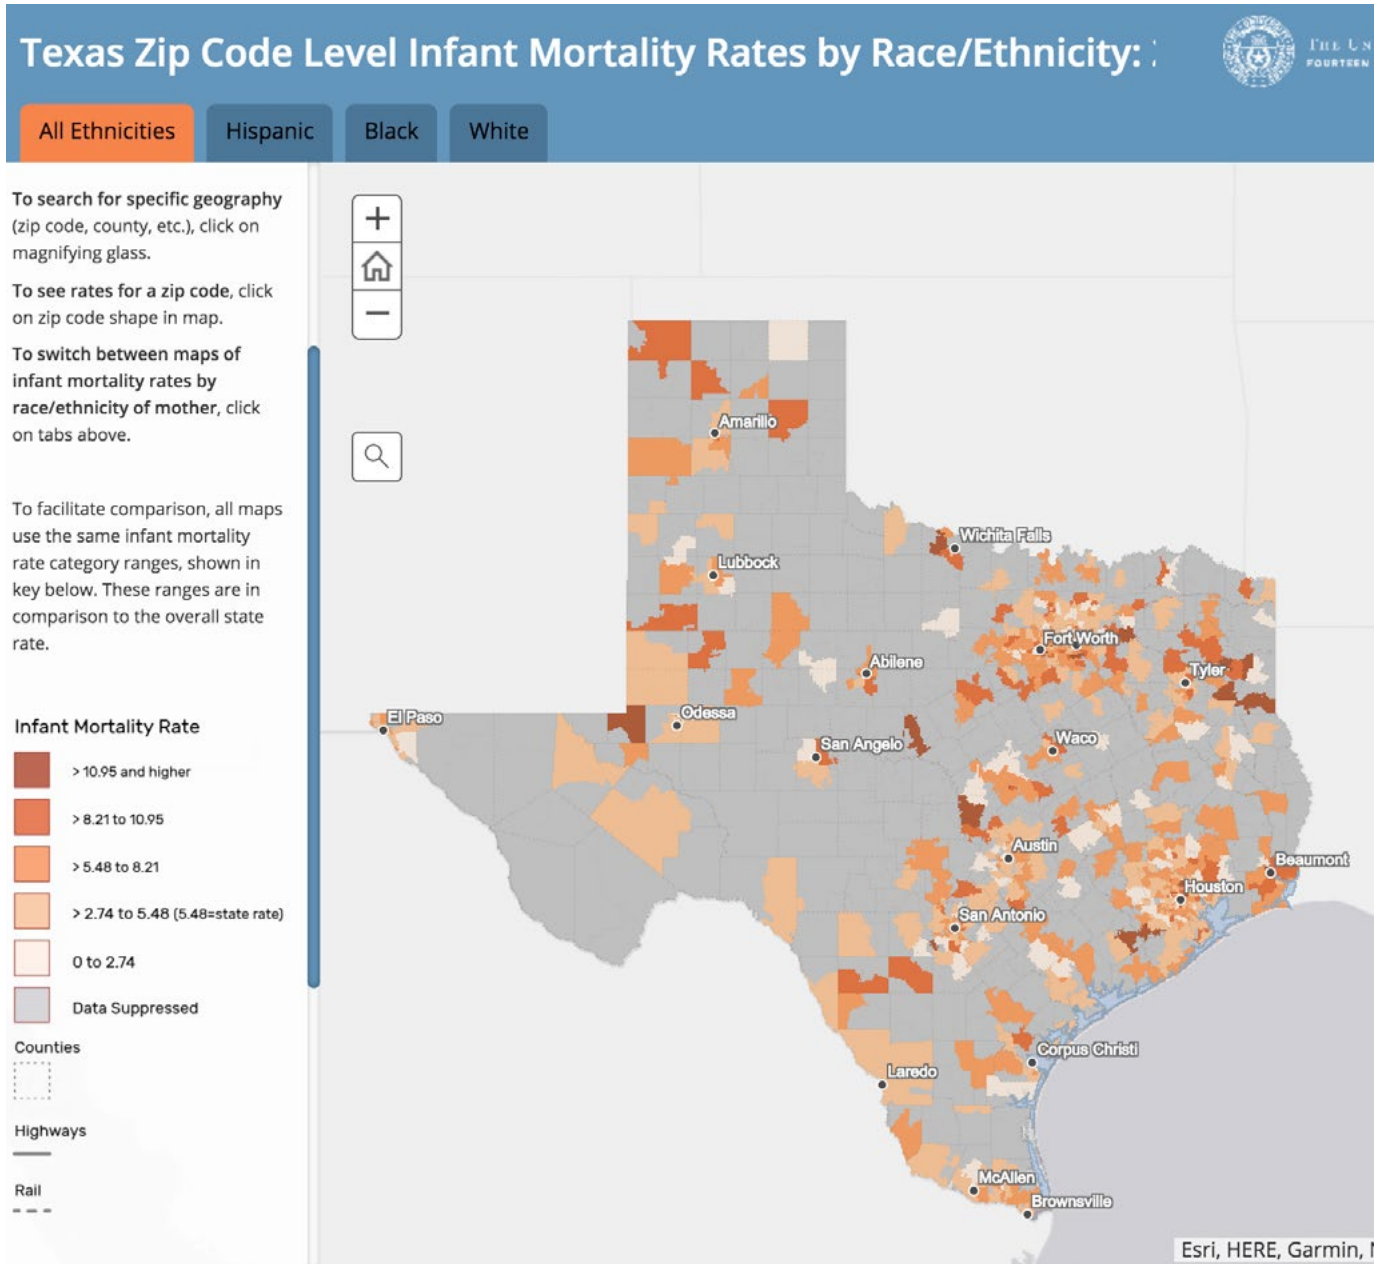 Texas Zip Code Level Infant Mortality Rates by Race/Ethnicity:
THE UN
FOURTEEN
All Ethnicities
Hispanic
Black
White
To search for specific geography
(zip code, county, etc.), click on
magnifying glass.
To see rates for a zip code, click
on zip code shape in map.
To switch between maps of
infant mortality rates by
race/ethnicity of mother, click
on tabs above.
To facilitate comparison, all maps
use the same infant mortality
rate category ranges, shown in
key below. These ranges are in
comparison to the overall state
rate.
Infant Mortality Rate
> 10.95 and higher
> 8.21 to 10.95
> 5.48 to 8.21
> 2.74 to 5.48 (5.48=state rate)
0 to 2.74
Data Suppressed
Counties
Highways
Rail
Amarillo
Wichita Falls
Lubbock
Fort Worth
Abilene
Tyler
El Paso
Odessa
San Angelo
Waco
Austin
Beaumont
Houston
San Antonio
Corpus Christi
Laredo
McAllen
Brownsville
Esri, HERE, Garmin,